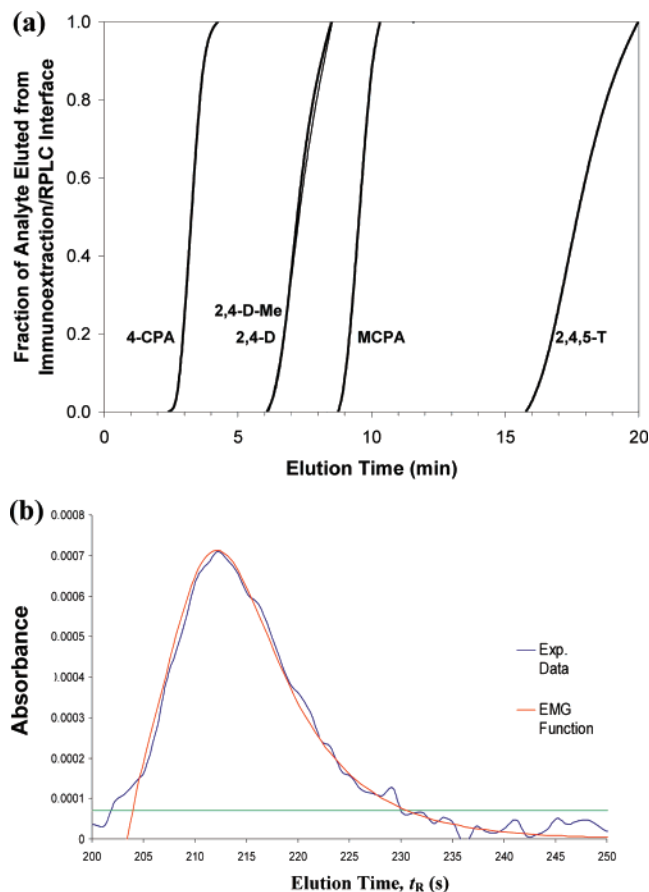 (a)
Fraction of Analyte Eluted from
Immunoextraction/RPLC Interface
1.0
0.8
0.6
0.4
0.2
0.0
4-CPA
2,4-D-Me
2,4-D
MCPA
2,4,5-T
0
5
10
15
20
Elution Time (min)
(b)
Absorbance
0.0008
0.0007
0.0006
0.0005
0.0004
0.0003
0.0002
0.0001
0
Exp.
Data
EMG
Function
200
205
210
215
220
225
230
235
240
245
250
Elution Time, tR (s)